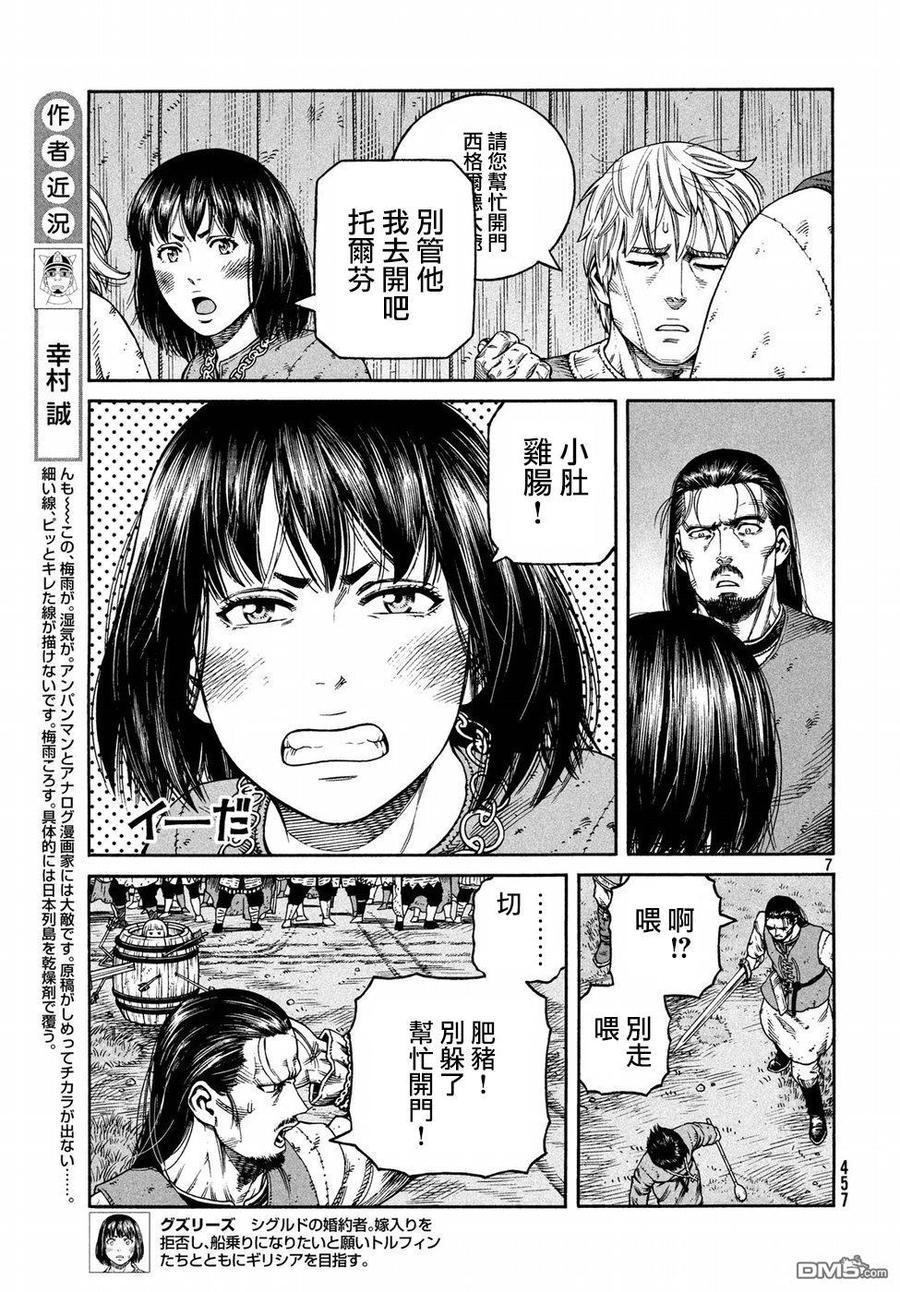 請您幫忙開門
西格爾德大爺
別管他
我去開吧
托爾芬
小肚
雞腸！
イーだ
7
啊!?
喂
別走
喂
……
切
肥豬！
別躲了
幫忙開門！
457
作者近況
幸村誠
んも〜〜この、梅雨が。湿気が。アンパンマンとアナログ漫画家には大敵です。原稿がしめってチカラが出ない……。
細い線、ピッとキレた線が描けないです。梅雨ころす。具体的には日本列島を乾燥剤で覆う。
グズリーズ　シグルドの婚約者。嫁入りを
拒否し、船乗りになりたいと願いトルフィン
たちとともにギリシアを目指す。
DM5.com